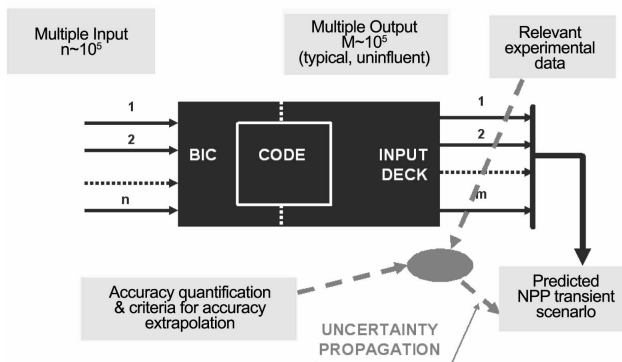 Multiple Input
n~10⁵
Multiple Output
M~10⁵
(typical, uninfluent)
Relevant
experimental
data
1
2
n
BIC
CODE
INPUT
DECK
1
2
m
Accuracy quantification
& criteria for accuracy
extrapolation
UNCERTAINTY
PROPAGATION
Predicted
NPP transient
scenarlo